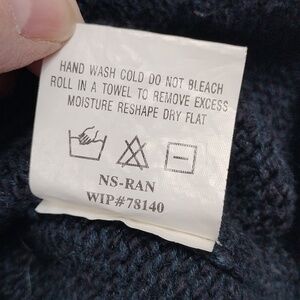 HAND WASH COLD DO NOT BLEACH
ROLL IN A TOWEL TO REMOVE EXCESS
MOISTURE RESHAPE DRY FLAT
NS-RAN
WIP#78140